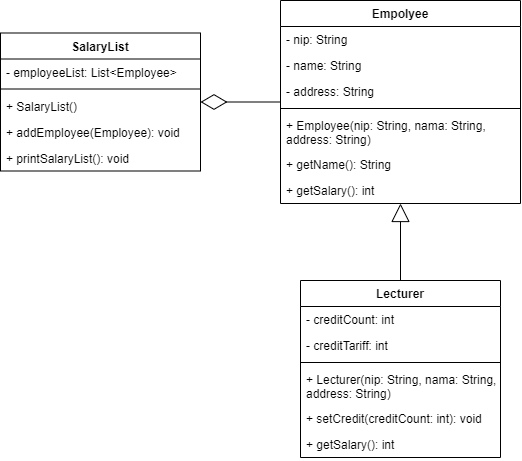 SalaryList
- employeeList: List<Employee>
+ SalaryList()
+ addEmployee(Employee): void
+ printSalaryList(): void
Empolyee
- nip: String
- name: String
- address: String
+ Employee(nip: String, nama: String,
address: String)
+ getName(): String
+ getSalary(): int
Lecturer
- creditCount: int
- creditTariff: int
+ Lecturer(nip: String, nama: String,
address: String)
+ setCredit(creditCount: int): void
+ getSalary(): int